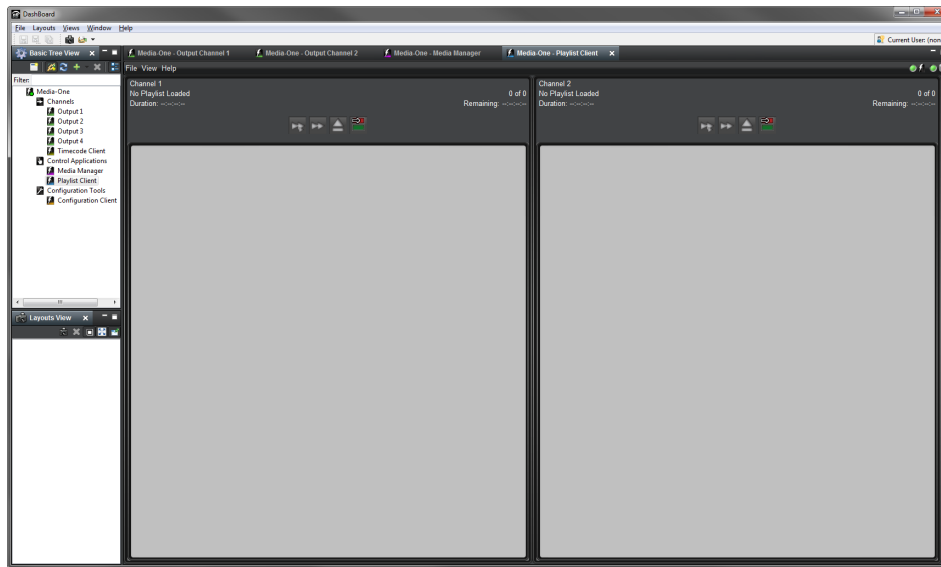 DashBoard
File Layouts Views Window Help
Current User: (non
Basic Tree View
Media-One - Output Channel 1
Media-One - Output Channel 2
Media-One - Media Manager
Media-One - Playlist Client
File View Help
Filter:
Media-One
Channels
Output 1
Output 2
Output 3
Output 4
Timecode Client
Control Applications
Media Manager
Playlist Client
Configuration Tools
Configuration Client
Channel 1
No Playlist Loaded 0 of 0
Duration: --:--:--:-- Remaining: --:--:--:--
Channel 2
No Playlist Loaded 0 of 0
Duration: --:--:--:-- Remaining: --:--:--:--
Layouts View